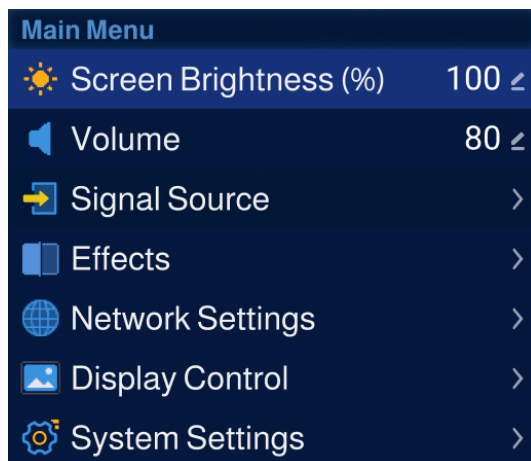 Main Menu
Screen Brightness (%) 100
Volume 80
Signal Source
Effects
Network Settings
Display Control
System Settings